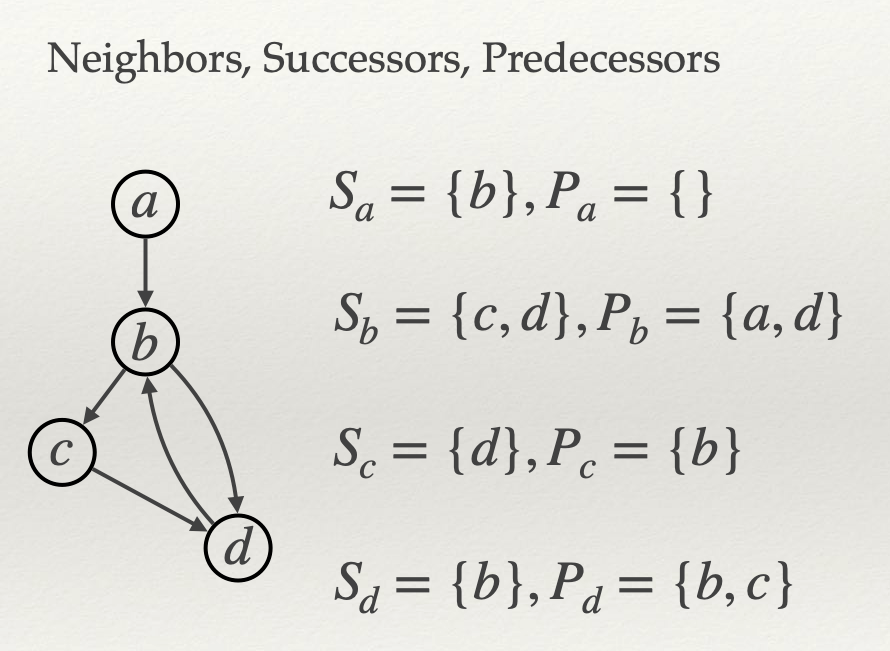 Neighbors, Successors, Predecessors
a
S_a = {b}, P_a = {}
b
S_b = {c, d}, P_b = {a, d}
c
S_c = {d}, P_c = {b}
d
S_d = {b}, P_d = {b, c}